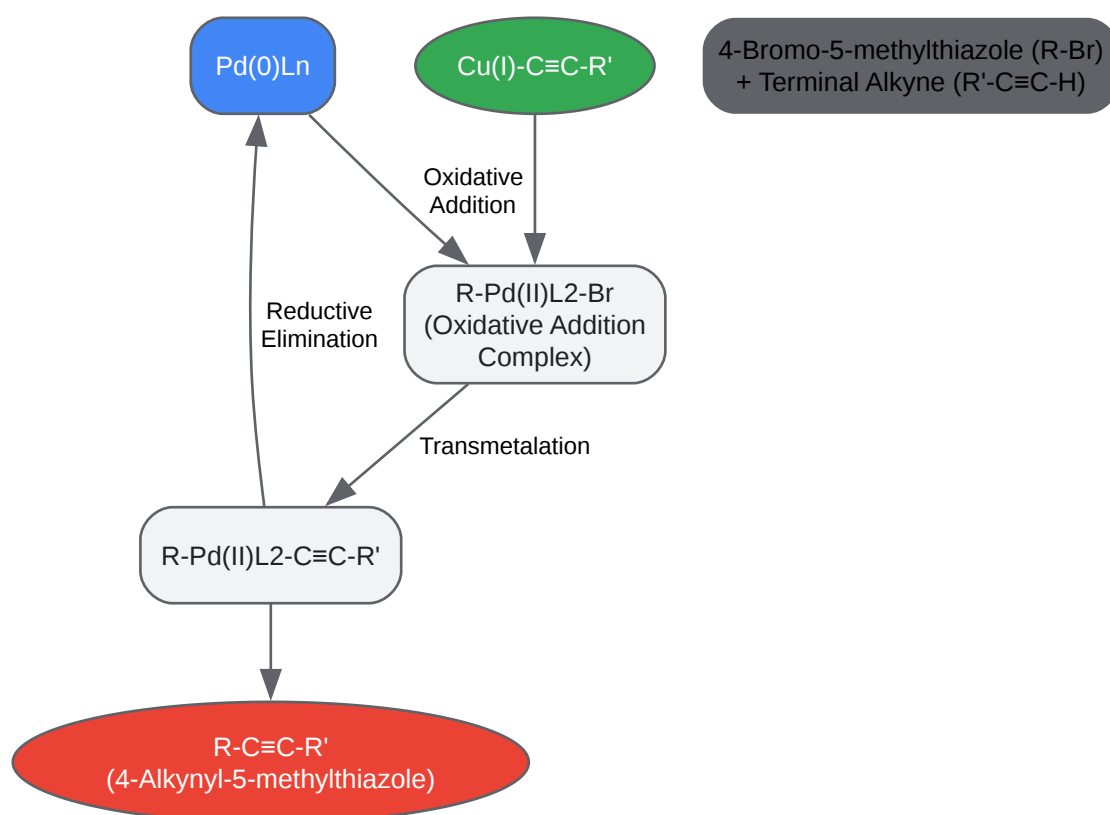 Pd(0)Ln
Cu(I)-C≡C-R'
4-Bromo-5-methylthiazole (R-Br)
+ Terminal Alkyne (R'-C≡C-H)
Oxidative
Addition
R-Pd(II)L2-Br
(Oxidative Addition
Complex)
Reductive
Elimination
Transmetalation
R-Pd(II)L2-C≡C-R'
R-C≡C-R'
(4-Alkynyl-5-methylthiazole)